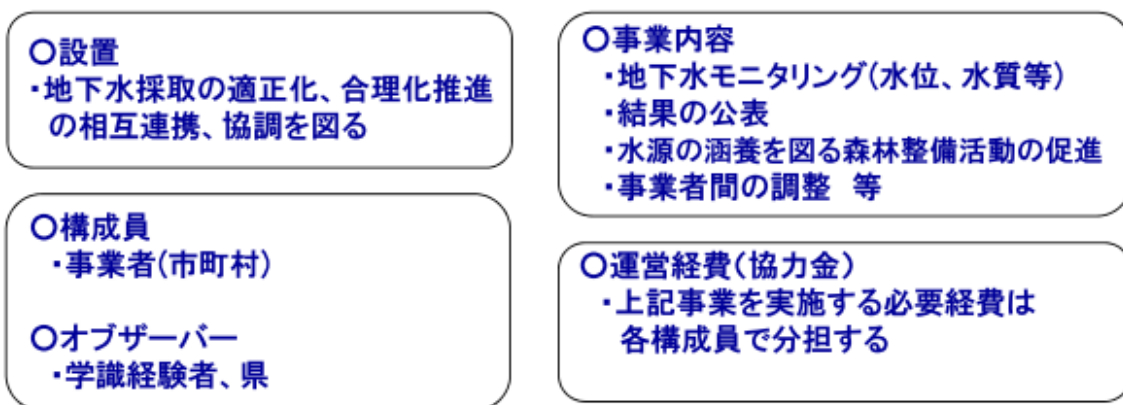 〇設置
・地下水採取の適正化、合理化推進
の相互連携、協調を図る
〇構成員
・事業者(市町村)
〇オブザーバー
・学識経験者、県
〇事業内容
・地下水モニタリング(水位、水質等)
・結果の公表
・水源の涵養を図る森林整備活動の促進
・事業者間の調整　等
〇運営経費(協力金)
・上記事業を実施する必要経費は
各構成員で分担する